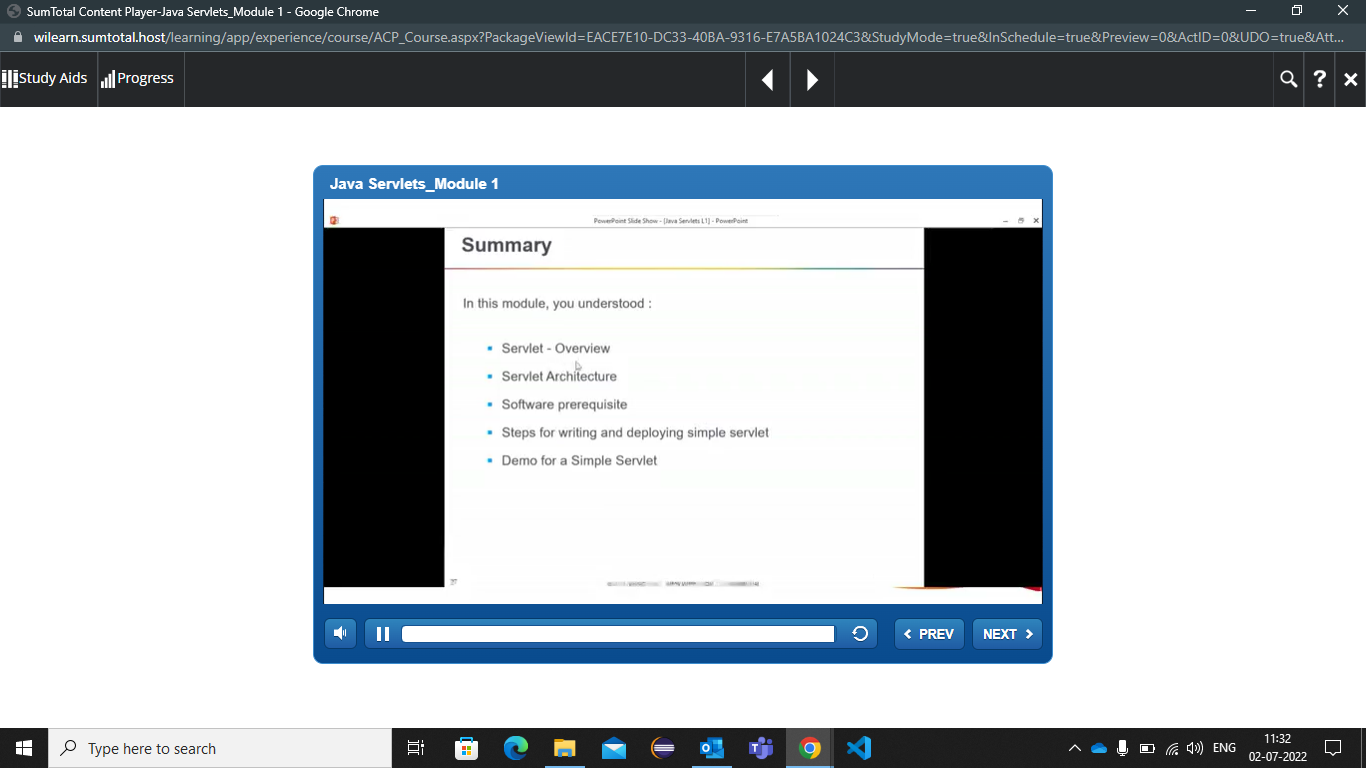 SumTotal Content Player-Java Servlets_Module 1 - Google Chrome
wilearn.sumtotal.host/learning/app/experience/course/ACP_Course.aspx?PackageViewId=EACE7E10-DC33-40BA-9316-E7A5BA1024C3&StudyMode=true&InSchedule=true&Preview=0&ActID=0&UDO=true&Att...
Study Aids Progress
Java Servlets_Module 1
PowerPoint Slide Show - [Java Servlets L1] - PowerPoint
Summary
In this module, you understood :
Servlet - Overview
Servlet Architecture
Software prerequisite
Steps for writing and deploying simple servlet
Demo for a Simple Servlet
PREV NEXT
Type here to search
ENG
11:32
02-07-2022